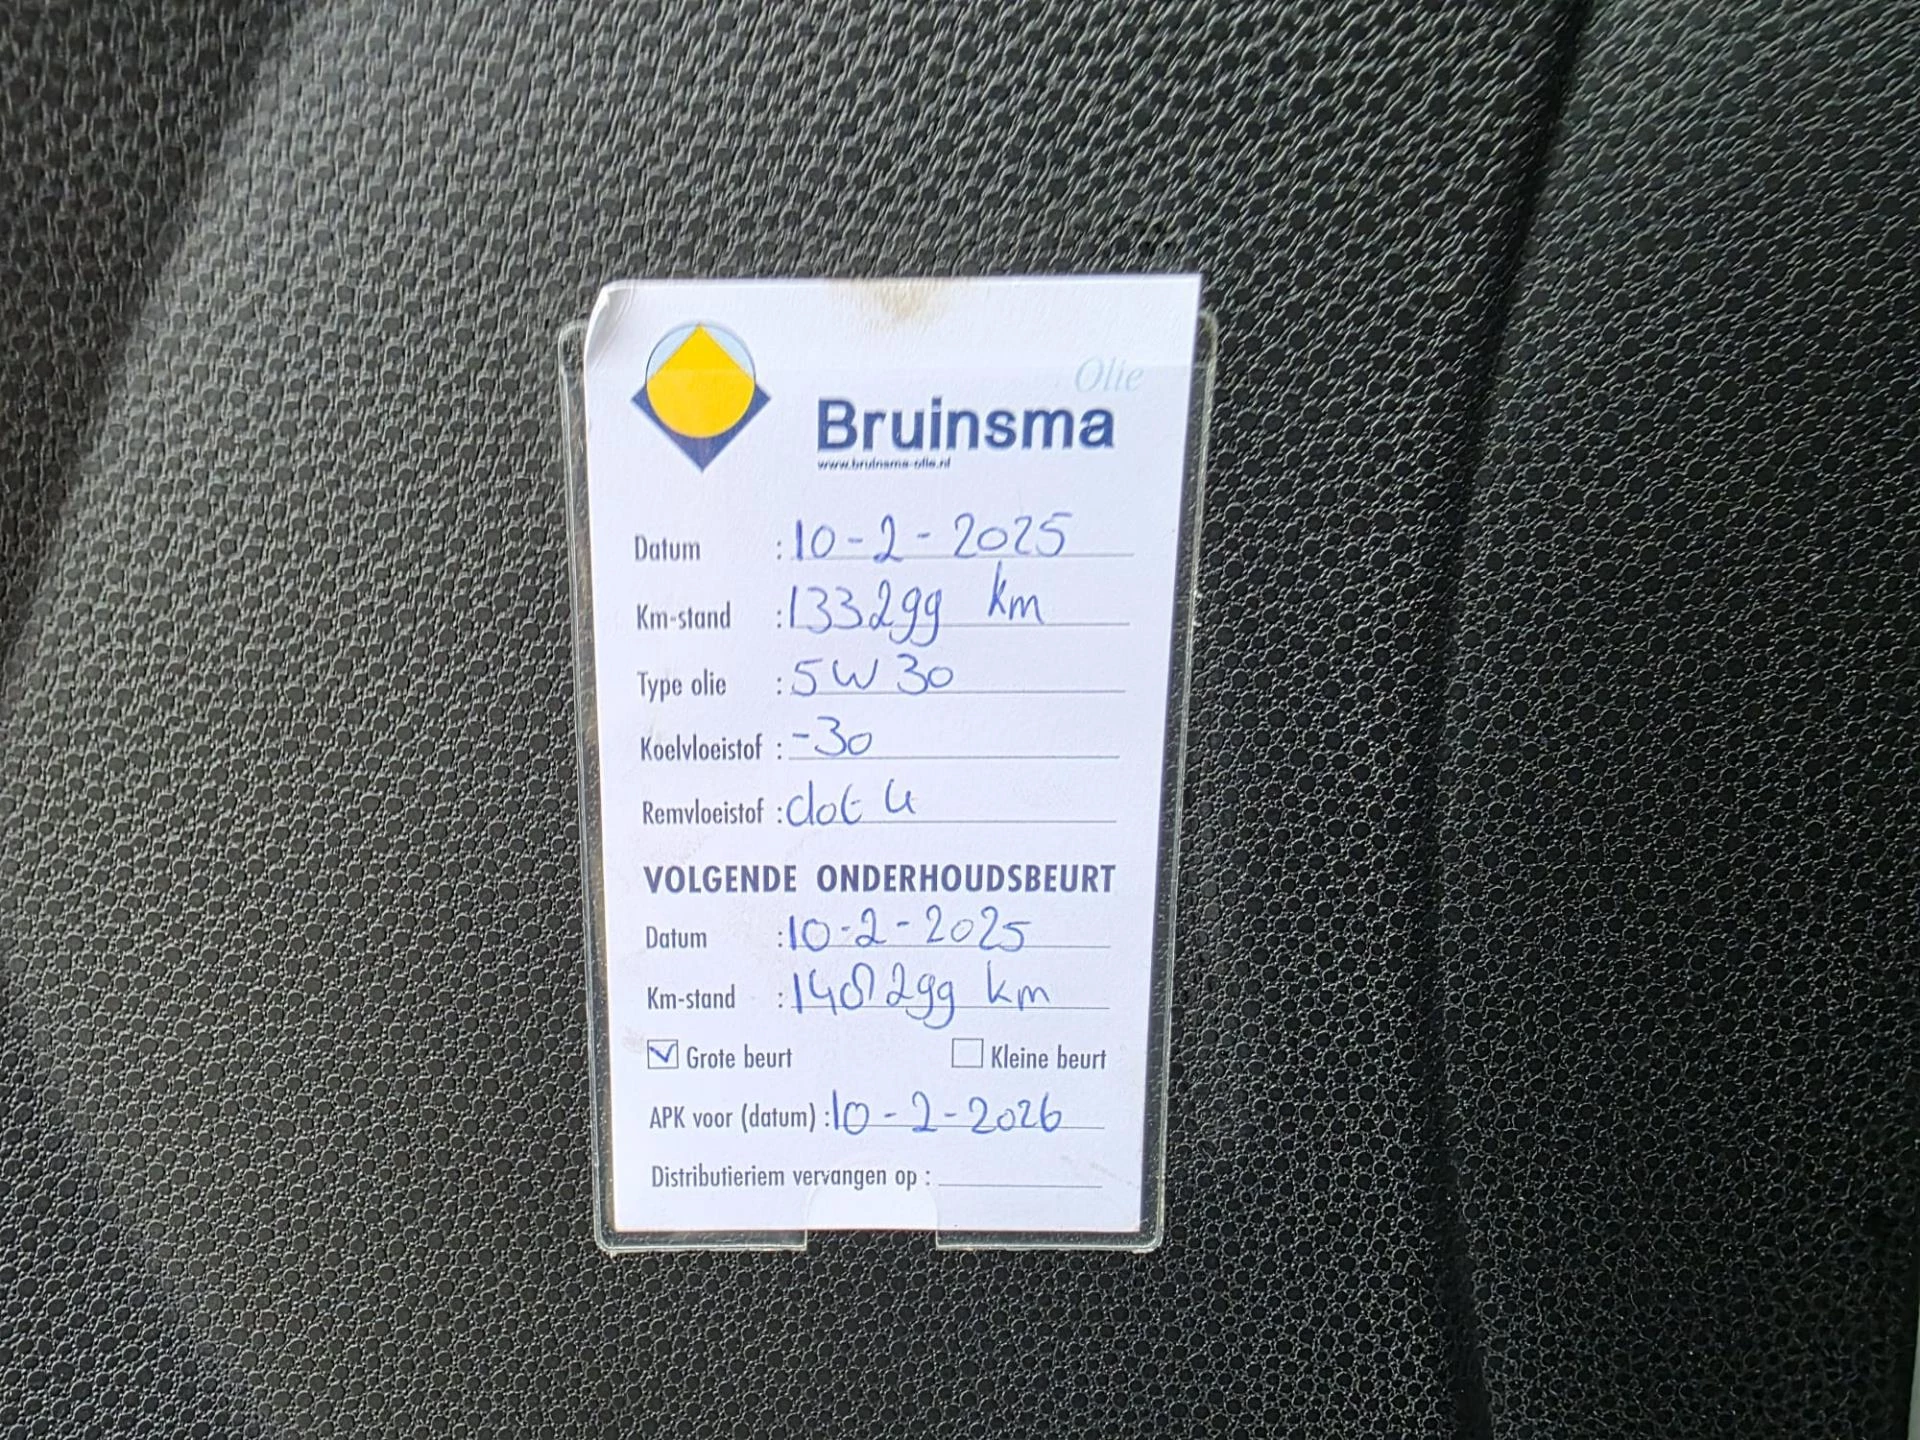 Olie
Bruinsma
www.bruinsma-olie.nl
Datum : 10-2-2025
Km-stand : 133299 km
Type olie : 5W30
Koelvloeistof : -30
Remvloeistof : dot 4
VOLGENDE ONDERHOUDSBEURT
Datum : 10-2-2025
Km-stand : 148299 km
Grote beurt Kleine beurt
APK voor (datum) : 10-2-2026
Distributieriem vervangen op :